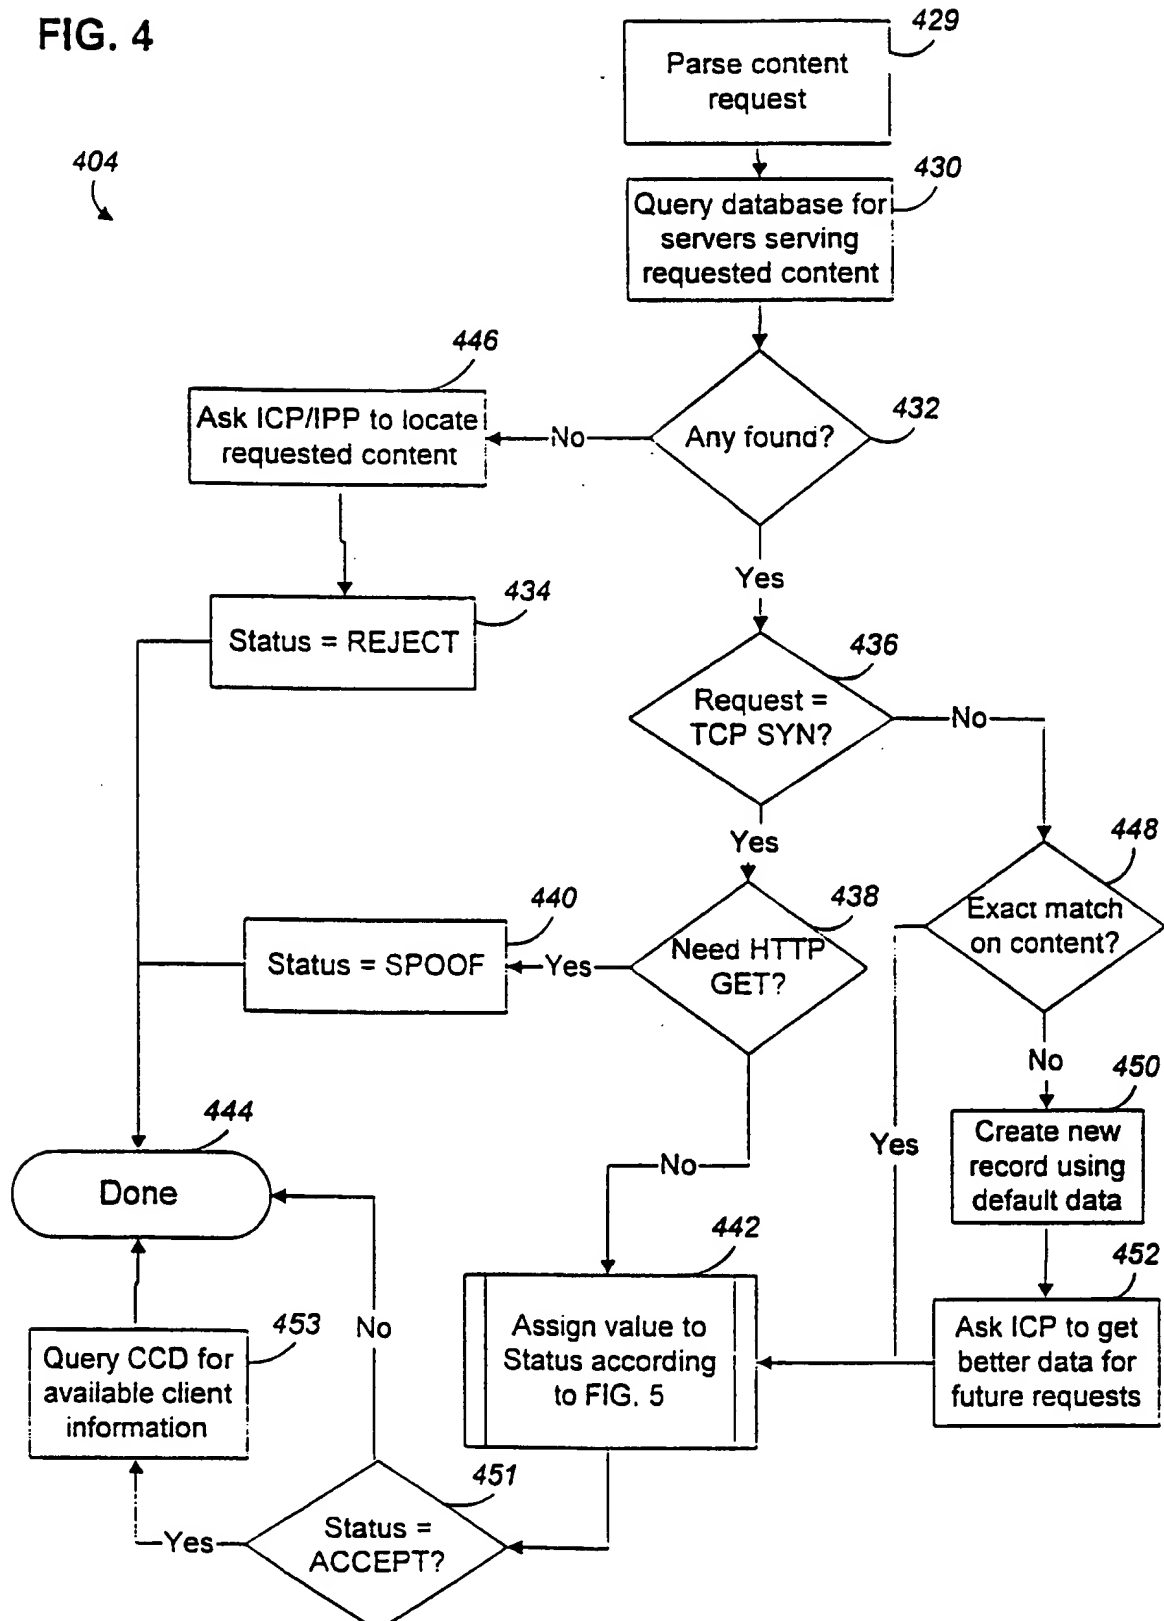 FIG. 4
429
Parse content
request
404
430
Query database for
servers serving
requested content
446
Ask ICP/IPP to locate
requested content
No
Any found?
432
Yes
434
Status = REJECT
436
Request =
TCP SYN?
No
Yes
448
Exact match
on content?
440
Status = SPOOF
Yes
438
Need HTTP
GET?
No
450
Create new
record using
default data
Yes
444
Done
No
442
Assign value to
Status according
to FIG. 5
452
Ask ICP to get
better data for
future requests
453
Query CCD for
available client
information
No
451
Status =
ACCEPT?
Yes